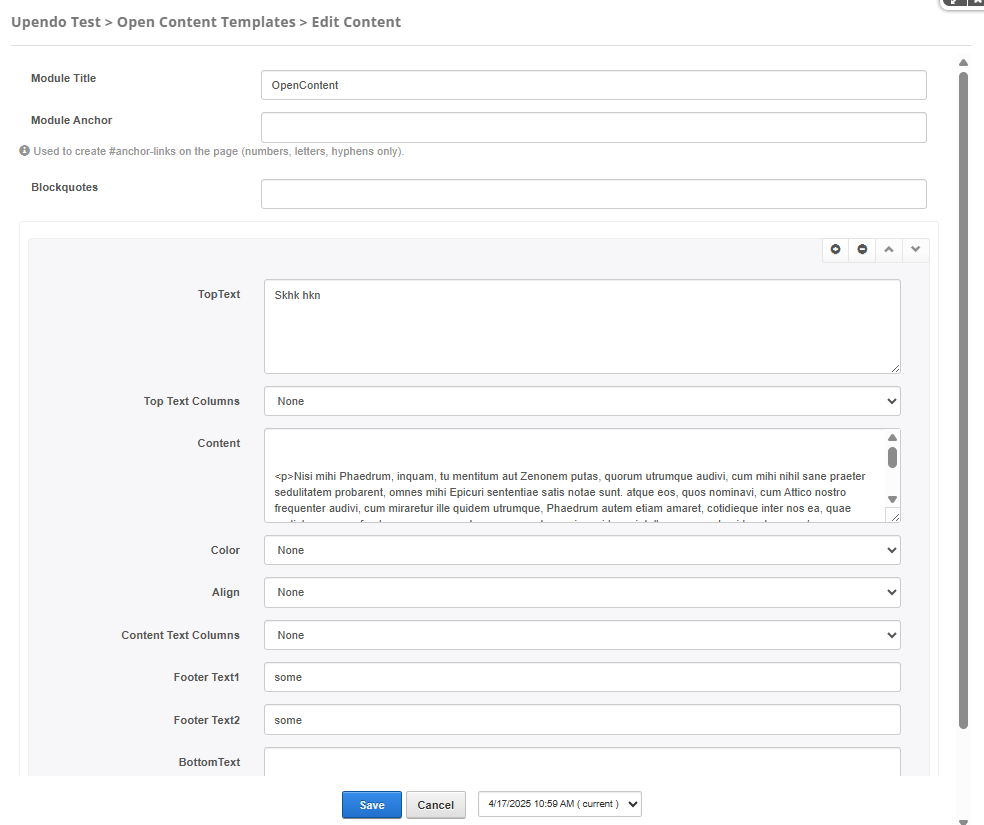 Upendo Test > Open Content Templates > Edit Content
Module Title
OpenContent
Module Anchor
Used to create #anchor-links on the page (numbers, letters, hyphens only).
Blockquotes
TopText
Skhk hkn
Top Text Columns
None
Content
<p>Nisi mihi Phaedrum, inquam, tu mentitum aut Zenonem putas, quorum utrumque audivi, cum mihi nihil sane praeter
sedulitatem probarent, omnes mihi Epicuri sententiae satis notae sunt. atque eos, quos nominavi, cum Attico nostro
frequenter audivi, cum miraretur ille quidem utrumque, Phaedrum autem etiam amaret, cotidieque inter nos ea, quae
Color
None
Align
None
Content Text Columns
None
Footer Text1
some
Footer Text2
some
BottomText
Save
Cancel
4/17/2025 10:59 AM ( current )